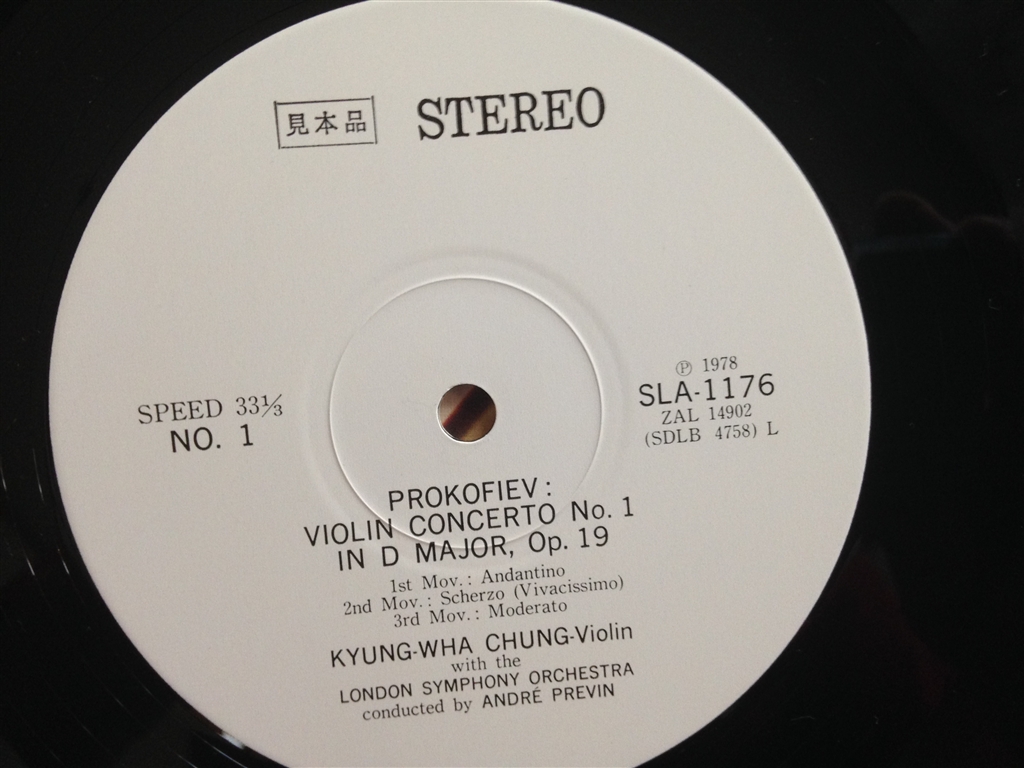 見本品 STEREO
SPEED 33⅓
NO. 1
Ⓟ 1978
SLA-1176
ZAL 14902
(SDLB 4758) L
PROKOFIEV:
VIOLIN CONCERTO No. 1
IN D MAJOR, Op. 19
1st Mov.: Andantino
2nd Mov.: Scherzo (Vivacissimo)
3rd Mov.: Moderato
KYUNG-WHA CHUNG-Violin
with the
LONDON SYMPHONY ORCHESTRA
conducted by ANDRÉ PREVIN